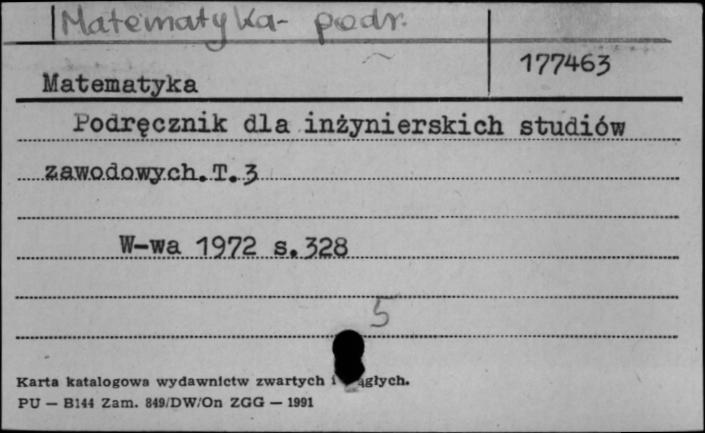 Matematyka - podr.
177463
Matematyka
Podręcznik dla inżynierskich studiów
zawodowych. T. 3
W-wa 1972 s. 328
5
Karta katalogowa wydawnictw zwartych i ągłych.
PU — B144 Zam. 849/DW/On ZGG — 1991